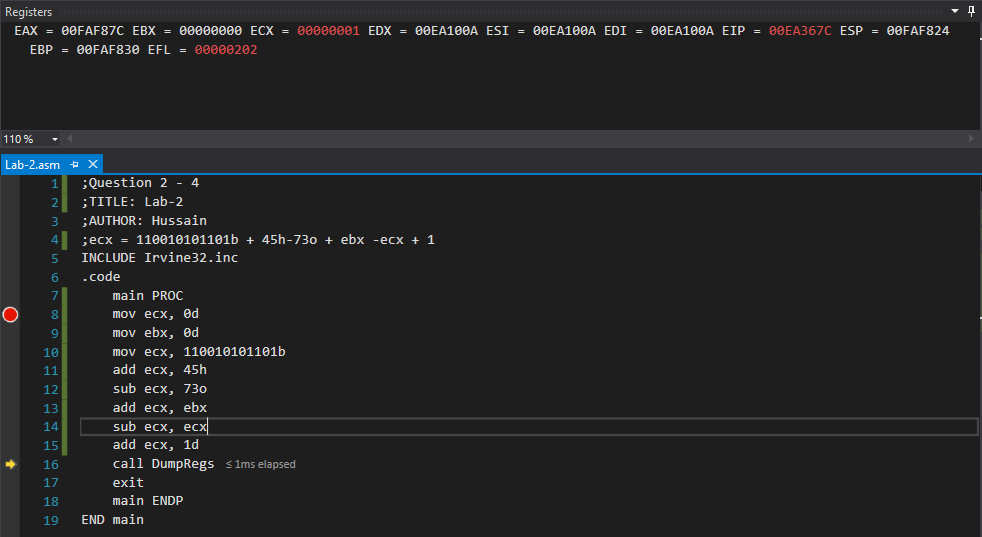 Registers
EAX = 00FAF87C EBX = 00000000 ECX = 00000001 EDX = 00EA100A ESI = 00EA100A EDI = 00EA100A EIP = 00EA367C ESP = 00FAF824
EBP = 00FAF830 EFL = 00000202
110 %
Lab-2.asm
1 ;Question 2 - 4
2 ;TITLE: Lab-2
3 ;AUTHOR: Hussain
4 ;ecx = 110010101101b + 45h-73o + ebx -ecx + 1
5 INCLUDE Irvine32.inc
6 .code
7 main PROC
8 mov ecx, 0d
9 mov ebx, 0d
10 mov ecx, 110010101101b
11 add ecx, 45h
12 sub ecx, 73o
13 add ecx, ebx
14 sub ecx, ecx
15 add ecx, 1d
16 call DumpRegs ≤ 1ms elapsed
17 exit
18 main ENDP
19 END main